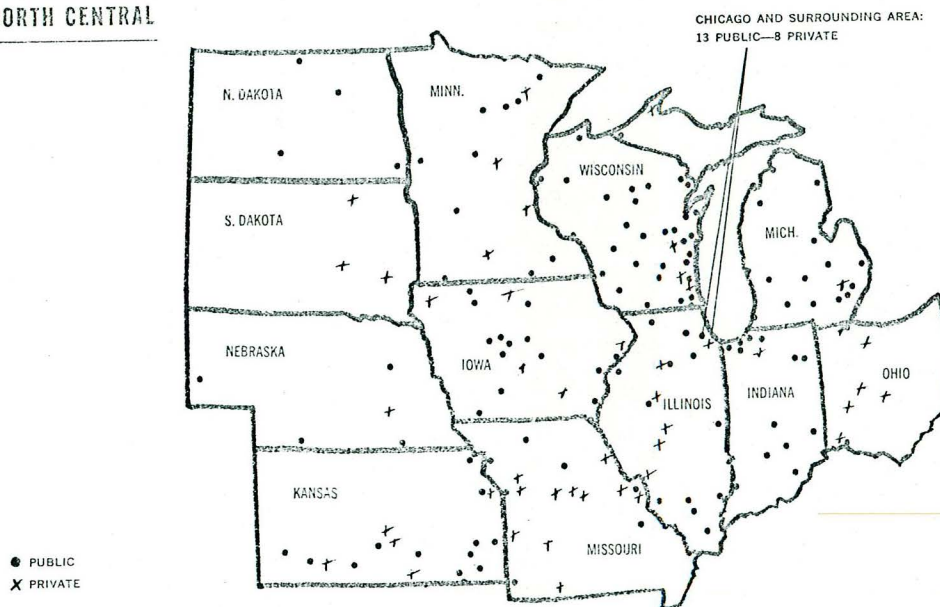 ORTH CENTRAL
CHICAGO AND SURROUNDING AREA:
13 PUBLIC—8 PRIVATE
N. DAKOTA
MINN.
WISCONSIN
S. DAKOTA
MICH.
NEBRASKA
IOWA
ILLINOIS
INDIANA
OHIO
KANSAS
MISSOURI
PUBLIC
PRIVATE